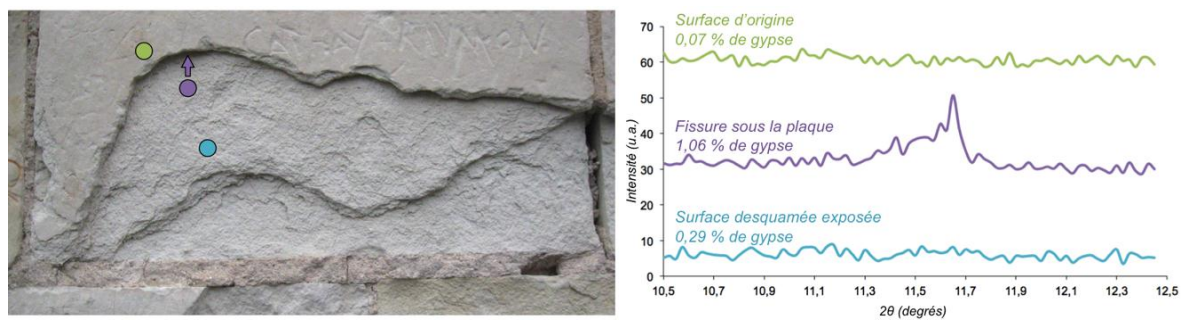 Surface d'origine
0,07 % de gypse
Fissure sous la plaque
1,06 % de gypse
Surface desquamée exposée
0,29 % de gypse
Intensité (u.a.)
70
60
50
40
30
20
10
0
10,5 10,7 10,9 11,1 11,3 11,5 11,7 11,9 12,1 12,3 12,5
2θ (degrés)